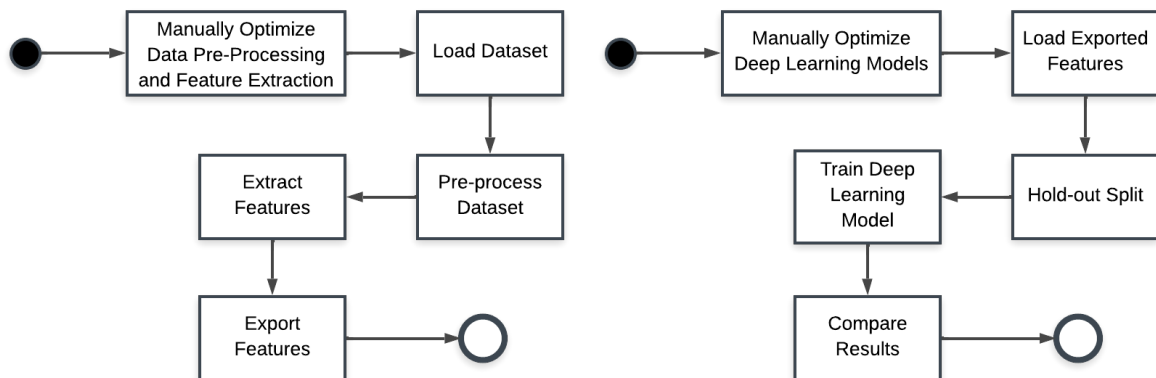 Manually Optimize
Data Pre-Processing
and Feature Extraction
Load Dataset
Pre-process
Dataset
Extract
Features
Export
Features
Manually Optimize
Deep Learning Models
Load Exported
Features
Hold-out Split
Train Deep
Learning
Model
Compare
Results